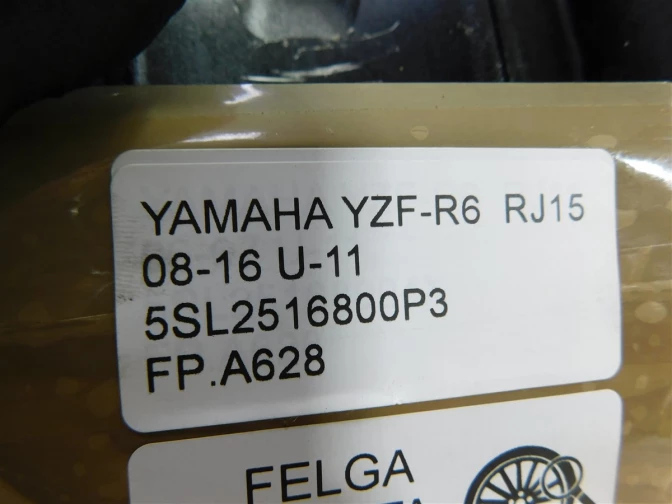 YAMAHA YZF-R6 RJ15
08-16 U-11
5SL2516800P3
FP.A628
FELGA